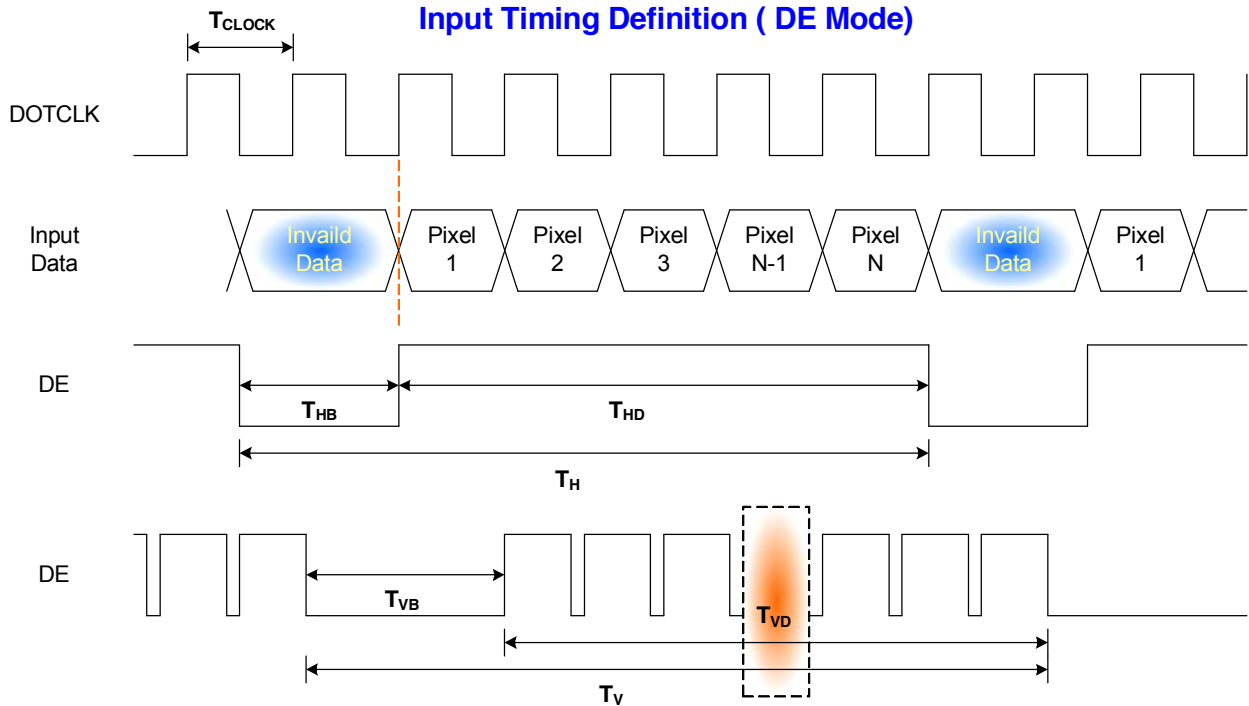 Input Timing Definition ( DE Mode)
TCLOCK
DOTCLK
Input
Data
Invaild
Data
Pixel
1
Pixel
2
Pixel
3
Pixel
N-1
Pixel
N
Invaild
Data
Pixel
1
DE
THB
THD
TH
DE
TVB
TVD
TV